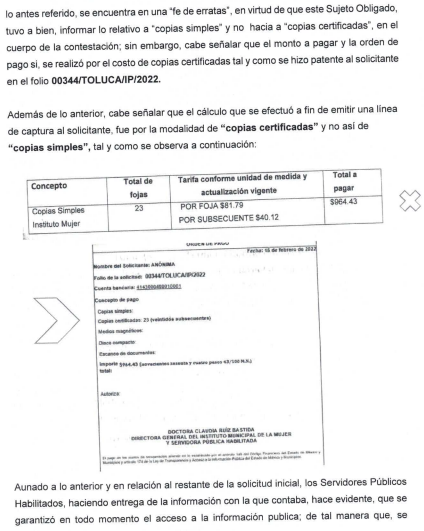 lo antes referido, se encuentra en una “fe de erratas”, en virtud de que este Sujeto Obligado,
tuvo a bien, informar lo relativo a “copias simples” y no hacia a “copias certificadas”, en el
cuerpo de la contestación; sin embargo, cabe señalar que el monto a pagar y la orden de
pago si, se realizó por el costo de copias certificadas tal y como se hizo patente al solicitante
en el folio 00344/TOLUCA/IP/2022.
Además de lo anterior, cabe señalar que el cálculo que se efectuó a fin de emitir una línea
de captura al solicitante, fue por la modalidad de “copias certificadas” y no así de
“copias simples”, tal y como se observa a continuación:
Concepto Total de fojas Tarifa conforme unidad de medida y actualización vigente Total a pagar
Copias Simples Instituto Mujer 23 POR FOJA $81.79 POR SUBSECUENTE $40.12 $964.43
ORDEN DE PAGO
Fecha: 18 de febrero de 2022
Nombre del Solicitante: ANÓNIMA
Folio de la solicitud: 00344/TOLUCA/IP/2022
Cuenta bancaria:
Concepto de pago
Copias simples:
Copias certificadas: 23 (veintidós subsecuentes)
Medios magnéticos:
Disco compacto:
Escaneo de documentos:
Importe total: $964.43 (novecientos sesenta y cuatro pesos 43/100 M.N.)
Autoriza:
DOCTORA CLAUDIA RUÍZ BASTIDA
DIRECTORA GENERAL DEL INSTITUTO MUNICIPAL DE LA MUJER
Y SERVIDORA PÚBLICA HABILITADA
Aunado a lo anterior y en relación al restante de la solicitud inicial, los Servidores Públicos
Habilitados, haciendo entrega de la información con la que contaba, hace evidente, que se
garantizó en todo momento el acceso a la información publica; de tal manera que, se